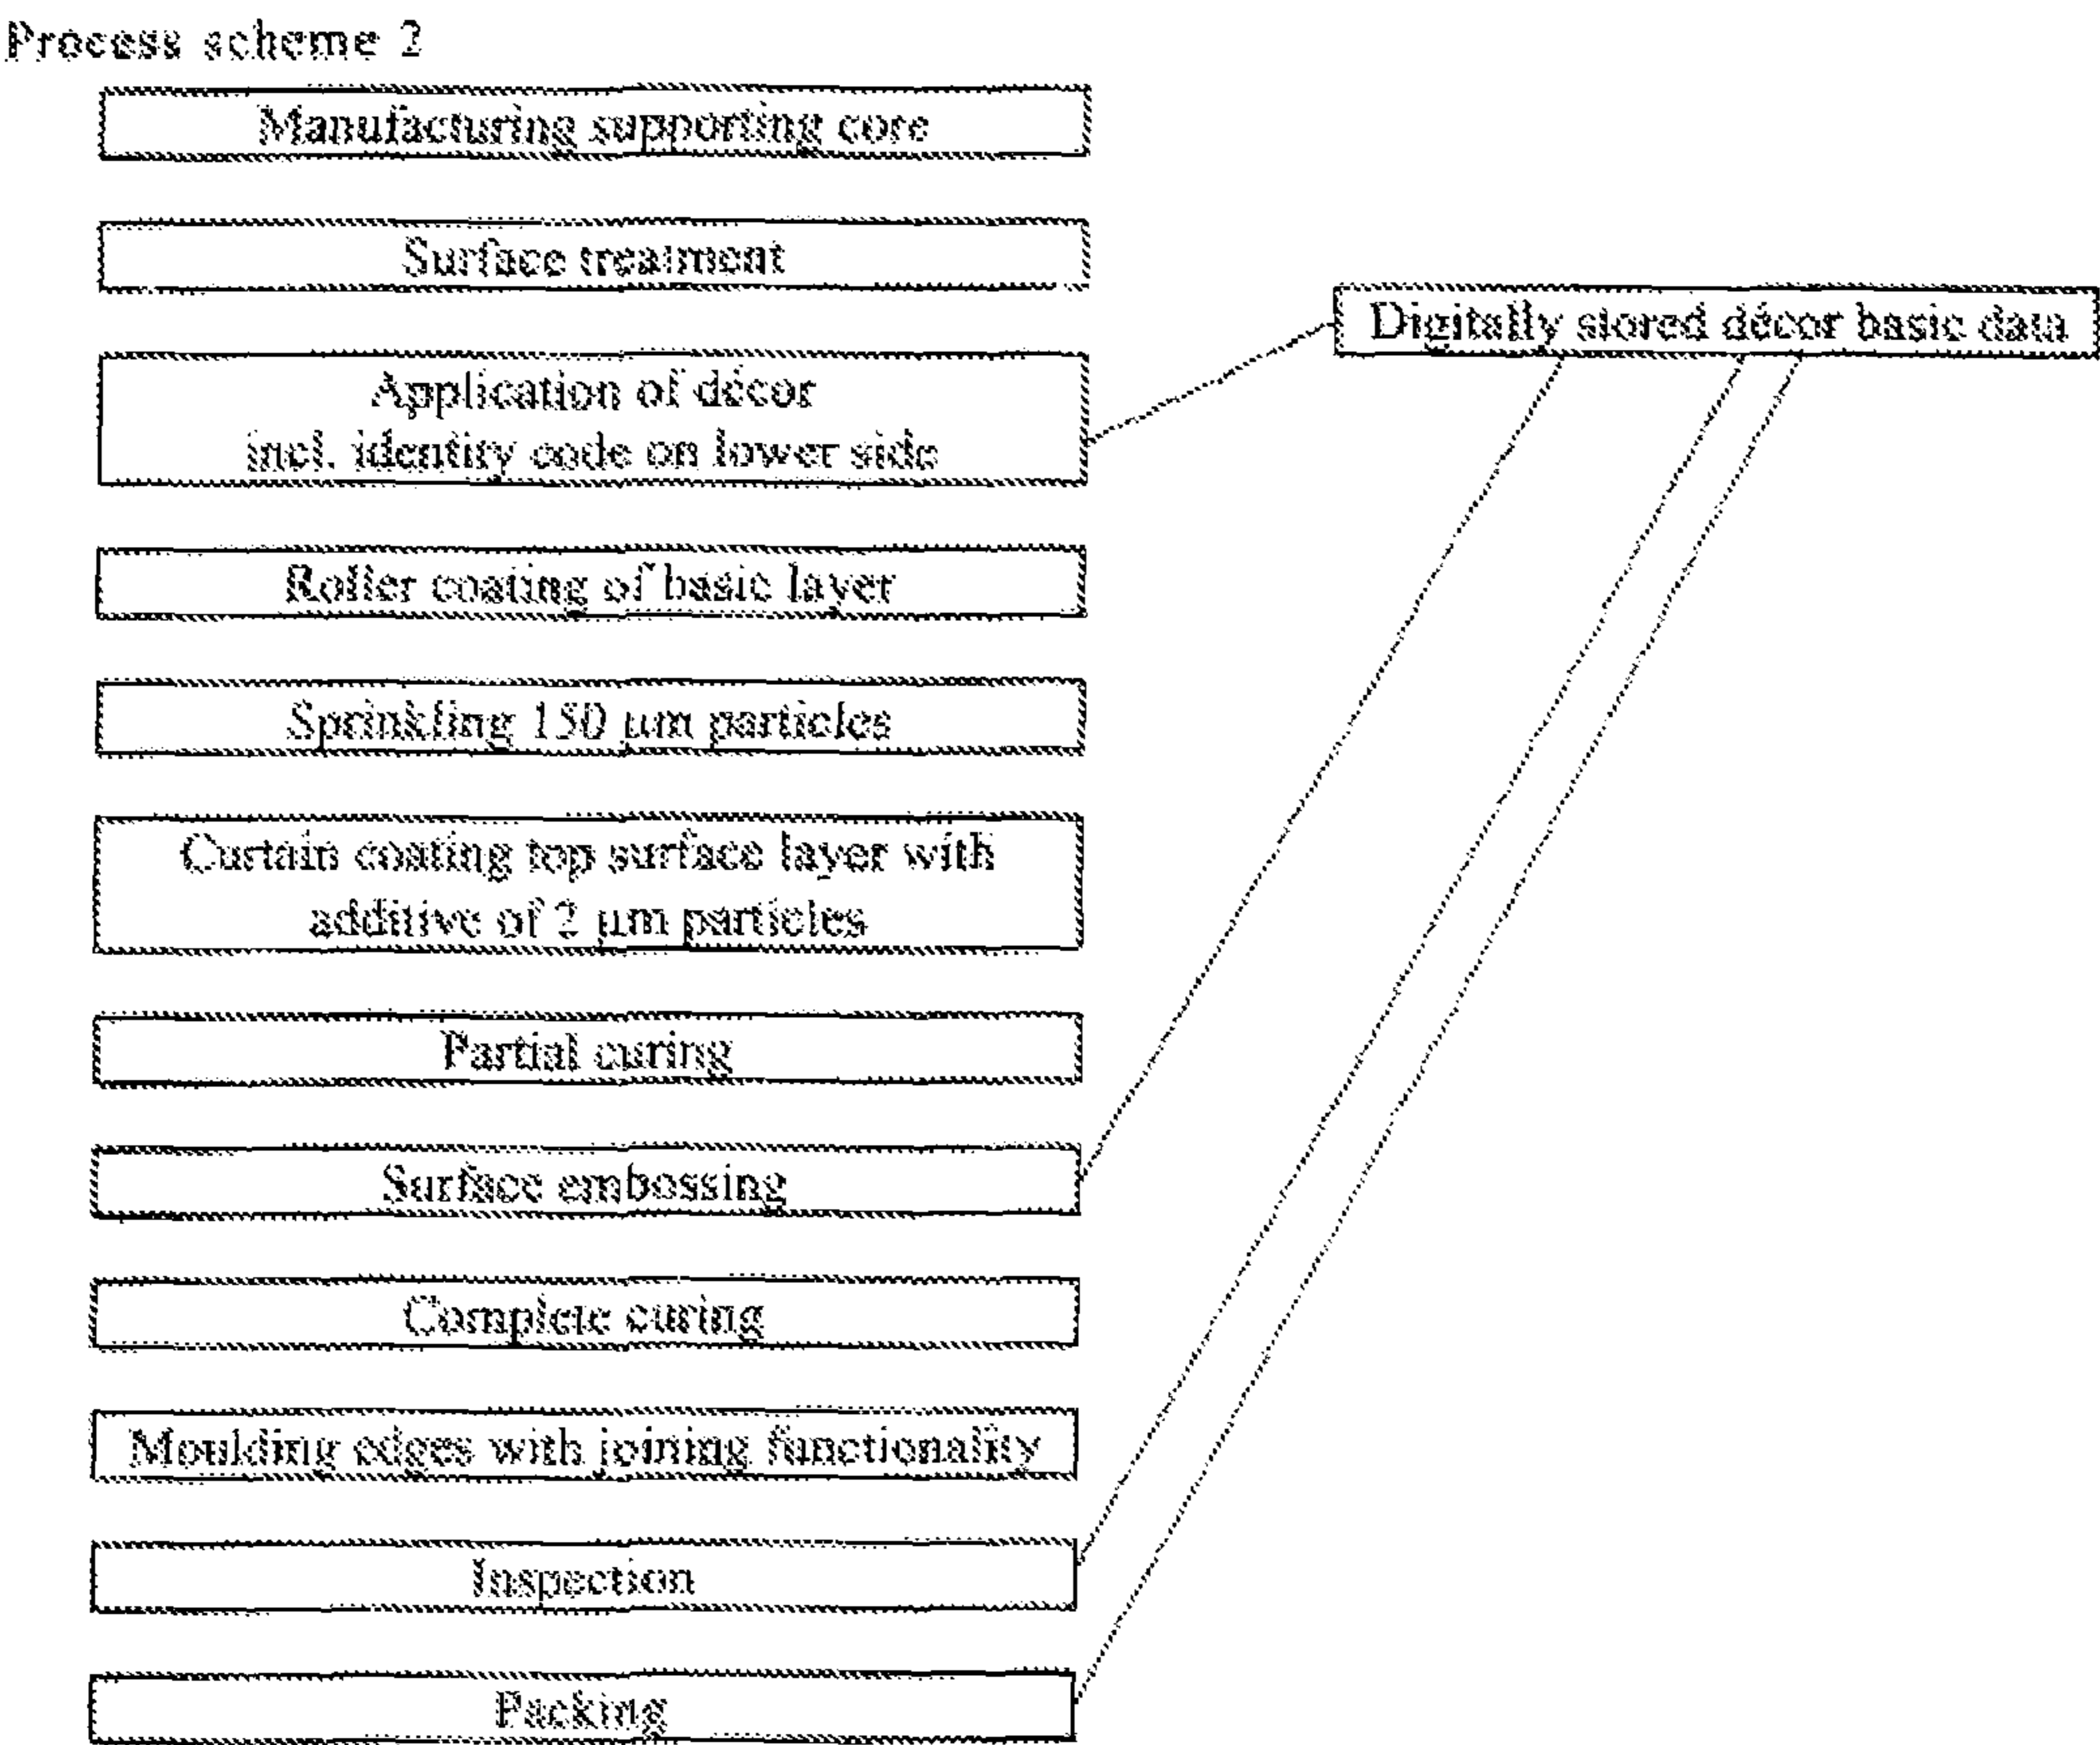 Process scheme 2
Manufacturing supporting core
Surface treatment
Digitally stored décor basic data
Application of décor
incl. identity code on lower side
Roller coating of basic layer
Sprinkling 150 µm particles
Curtain coating top surface layer with
additive of 2 µm particles
Partial curing
Surface embossing
Complete curing
Moulding edges with joining functionality
Inspection
Packing